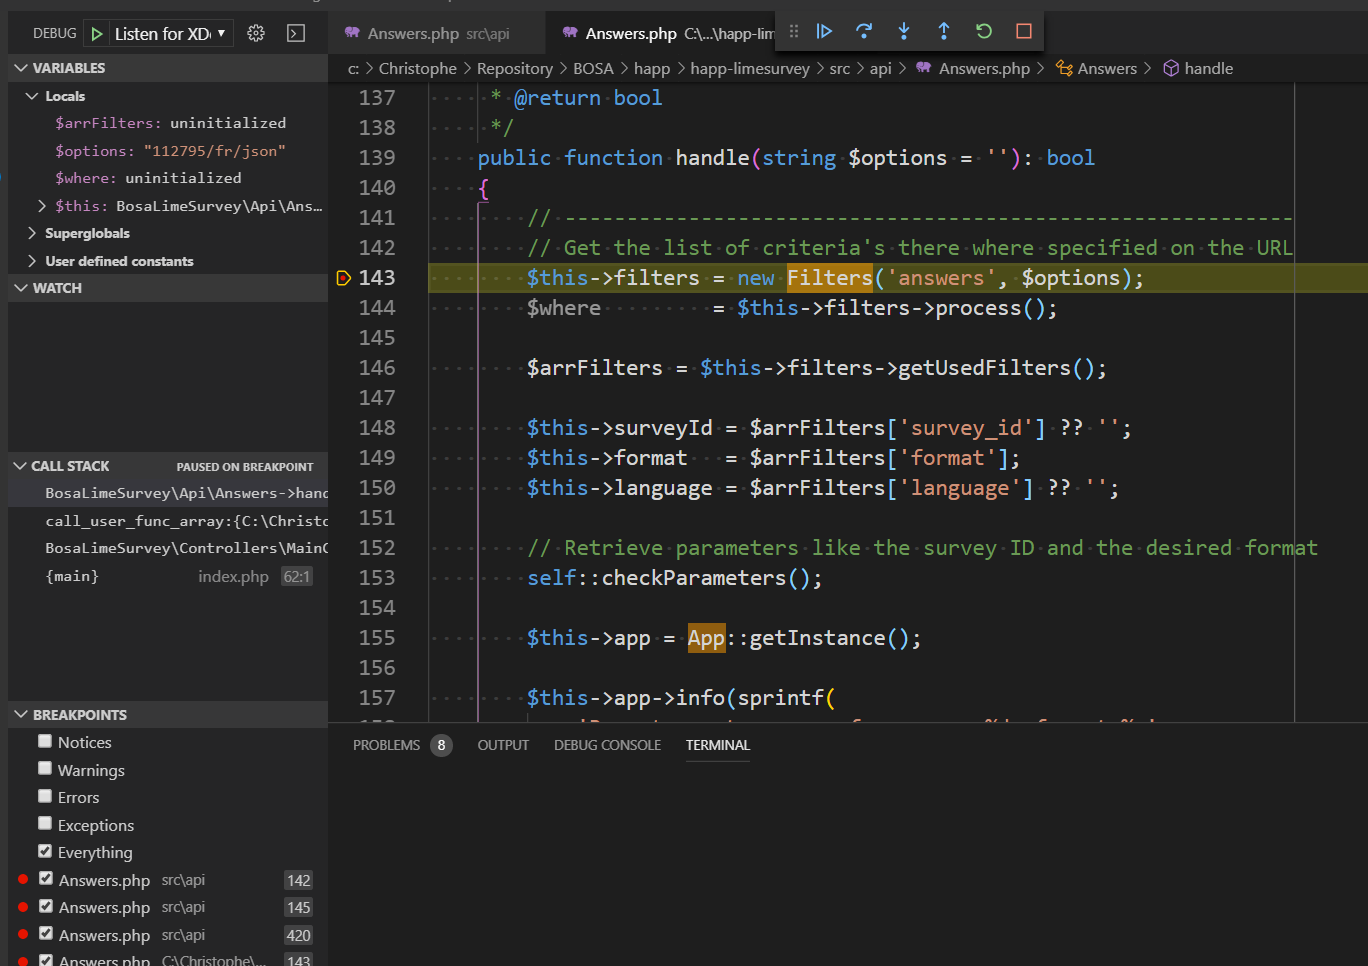 DEBUG Listen for XD
VARIABLES
Locals
$arrFilters: uninitialized
$options: "112795/fr/json"
$where: uninitialized
$this: BosaLimeSurvey\Api\Ans…
Superglobals
User defined constants
WATCH
CALL STACK PAUSED ON BREAKPOINT
BosaLimeSurvey\Api\Answers->hand
call_user_func_array:{C:\Christo
BosaLimeSurvey\Controllers\MainC
{main} index.php 62:1
BREAKPOINTS
Notices
Warnings
Errors
Exceptions
Everything
Answers.php src\api 142
Answers.php src\api 145
Answers.php src\api 420
Answers.php C:\Christophe\... 143
Answers.php src\api
Answers.php C:\...\happ-lim
c: > Christophe > Repository > BOSA > happ > happ-limesurvey > src > api > Answers.php > Answers > handle
137 * @return bool
138 */
139 public function handle(string $options = ''): bool
140 {
141 // -----------------------------------------------------------
142 // Get the list of criteria's there where specified on the URL
143 $this->filters = new Filters('answers', $options);
144 $where = $this->filters->process();
145
146 $arrFilters = $this->filters->getUsedFilters();
147
148 $this->surveyId = $arrFilters['survey_id'] ?? '';
149 $this->format = $arrFilters['format'];
150 $this->language = $arrFilters['language'] ?? '';
151
152 // Retrieve parameters like the survey ID and the desired format
153 self::checkParameters();
154
155 $this->app = App::getInstance();
156
157 $this->app->info(sprintf(
PROBLEMS 8 OUTPUT DEBUG CONSOLE TERMINAL